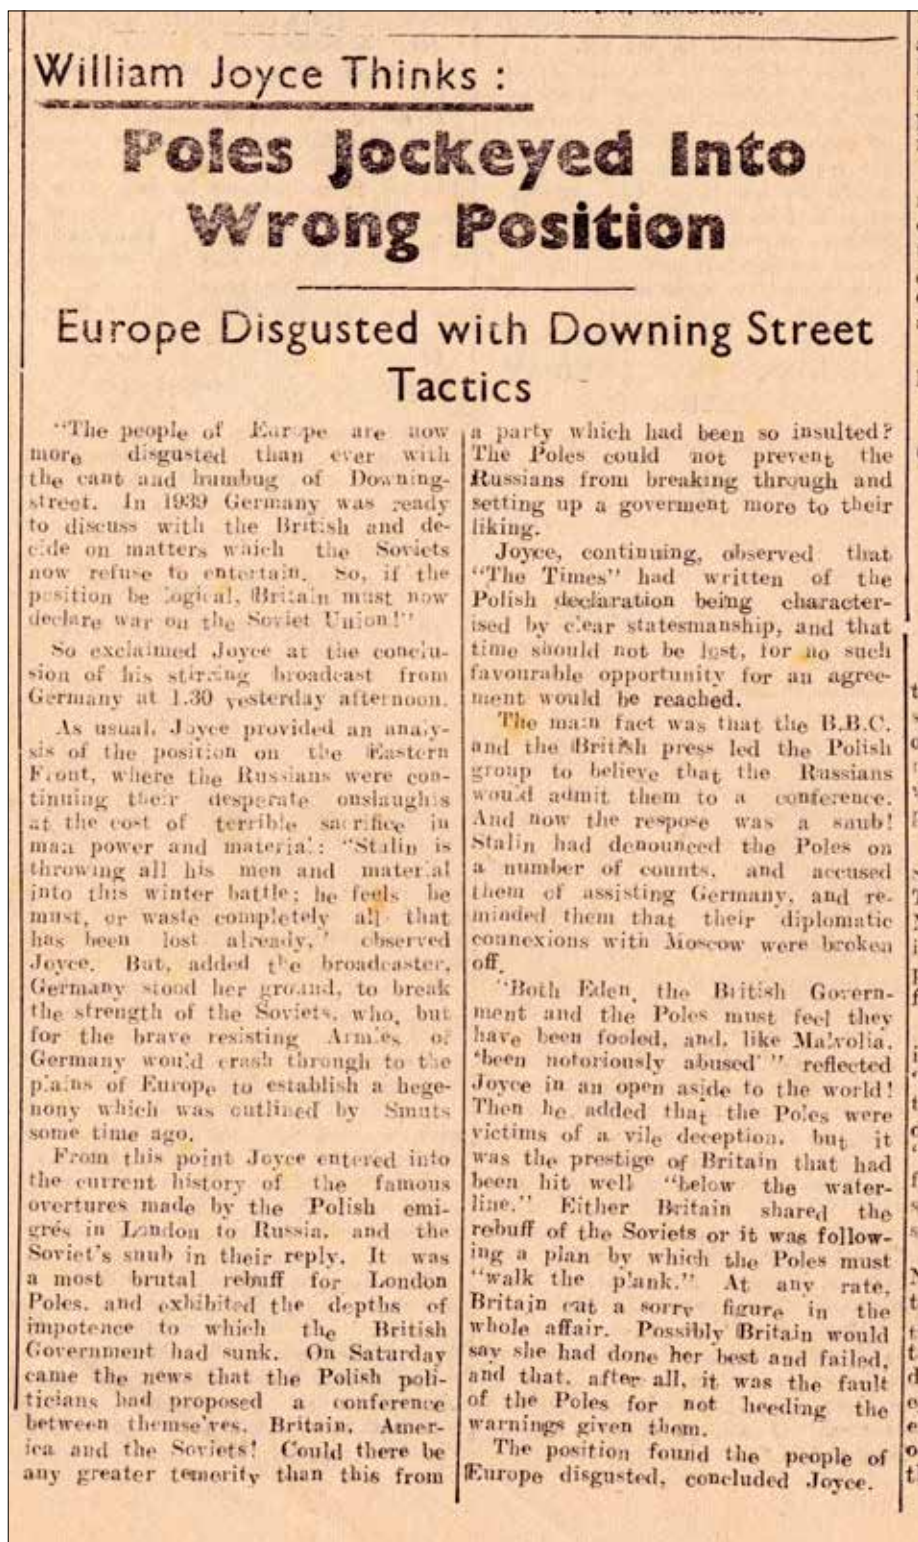 William Joyce Thinks :
Poles Jockeyed Into
Wrong Position
Europe Disgusted with Downing Street
Tactics
"The people of Europe are now
more disgusted than ever with
the cant and humbug of Downing-
street. In 1939 Germany was ready
to discuss with the British and de-
cide on matters which the Soviets
now refuse to entertain. So, if the
position be logical, Britain must now
declare war on the Soviet Union!"
So exclaimed Joyce at the conclu-
sion of his stirring broadcast from
Germany at 1.30 yesterday afternoon.
As usual, Joyce provided an analy-
sis of the position on the Eastern
Front, where the Russians were con-
tinuing their desperate onslaughts
at the cost of terrible sacrifice in
man power and material: "Stalin is
throwing all his men and material
into this winter battle; he feels he
must, or waste completely all that
has been lost already," observed
Joyce. But, added the broadcaster,
Germany stood her ground, to break
the strength of the Soviets, who, but
for the brave resisting Armies of
Germany would crash through to the
plains of Europe to establish a hege-
nony which was outlined by Smuts
some time ago.
From this point Joyce entered into
the current history of the famous
overtures made by the Polish emi-
grés in London to Russia, and the
Soviet's snub in their reply. It was
a most brutal rebuff for London
Poles, and exhibited the depths of
impotence to which the British
Government had sunk. On Saturday
came the news that the Polish poli-
ticians had proposed a conference
between themselves, Britain, Amer-
ica and the Soviets! Could there be
any greater temerity than this from
a party which had been so insulted?
The Poles could not prevent the
Russians from breaking through and
setting up a goverment more to their
liking.
Joyce, continuing, observed that
"The Times" had written of the
Polish declaration being character-
ised by clear statesmanship, and that
time should not be lost, for no such
favourable opportunity for an agree-
ment would be reached.
The main fact was that the B.B.C.
and the British press led the Polish
group to believe that the Russians
would admit them to a conference.
And now the respose was a snub!
Stalin had denounced the Poles on
a number of counts, and accused
them of assisting Germany, and re-
minded them that their diplomatic
connexions with Moscow were broken
off.
"Both Eden, the British Govern-
ment and the Poles must feel they
have been fooled, and, like Malvolia,
'been notoriously abused' " reflected
Joyce in an open aside to the world!
Then he added that the Poles were
victims of a vile deception, but it
was the prestige of Britain that had
been hit well "below the water-
line." Either Britain shared the
rebuff of the Soviets or it was follow-
ing a plan by which the Poles must
"walk the plank." At any rate,
Britain cut a sorry figure in the
whole affair. Possibly Britain would
say she had done her best and failed,
and that, after all, it was the fault
of the Poles for not heeding the
warnings given them.
The position found the people of
Europe disgusted, concluded Joyce.